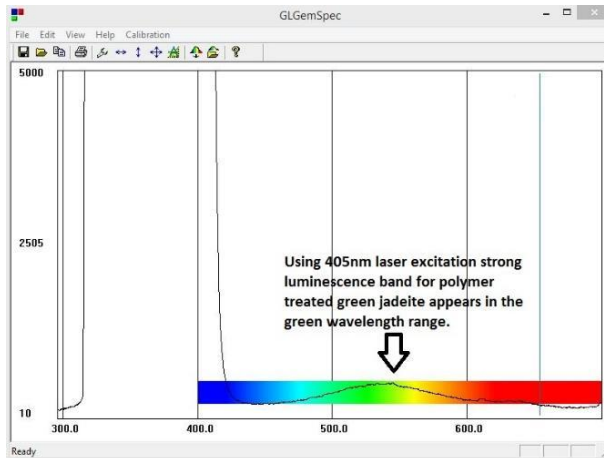 GLGemSpec
File Edit View Help Calibration
5000
2505
10
Using 405nm laser excitation strong
luminescence band for polymer
treated green jadeite appears in the
green wavelength range.
300.0 400.0 500.0 600.0
Ready